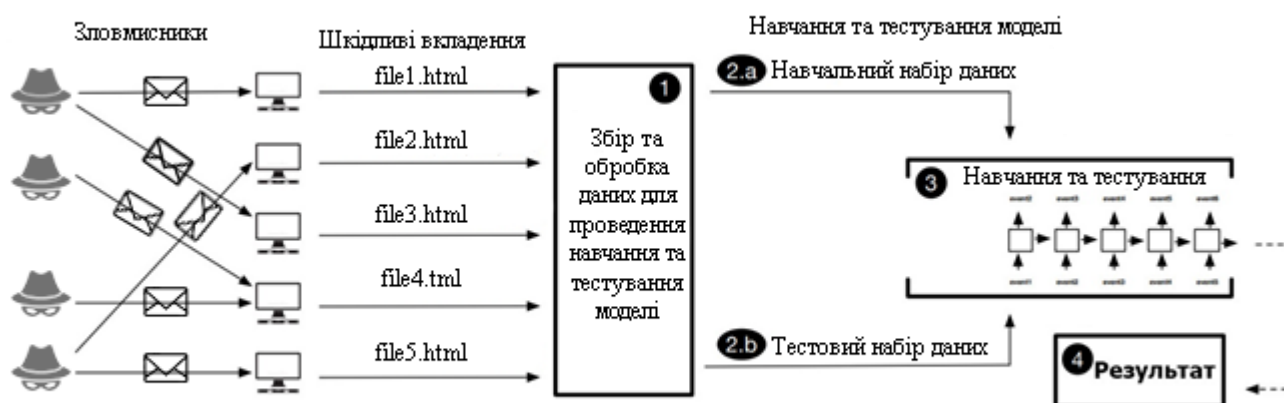 Зловмисники
Шкідливі вкладення
Навчання та тестування моделі
file1.html
file2.html
file3.html
file4.tml
file5.html
1
Збір та
обробка
даних для
проведення
навчання та
тестування
моделі
2.a Навчальний набір даних
3 Навчання та тестування
2.b Тестовий набір даних
4 Результат